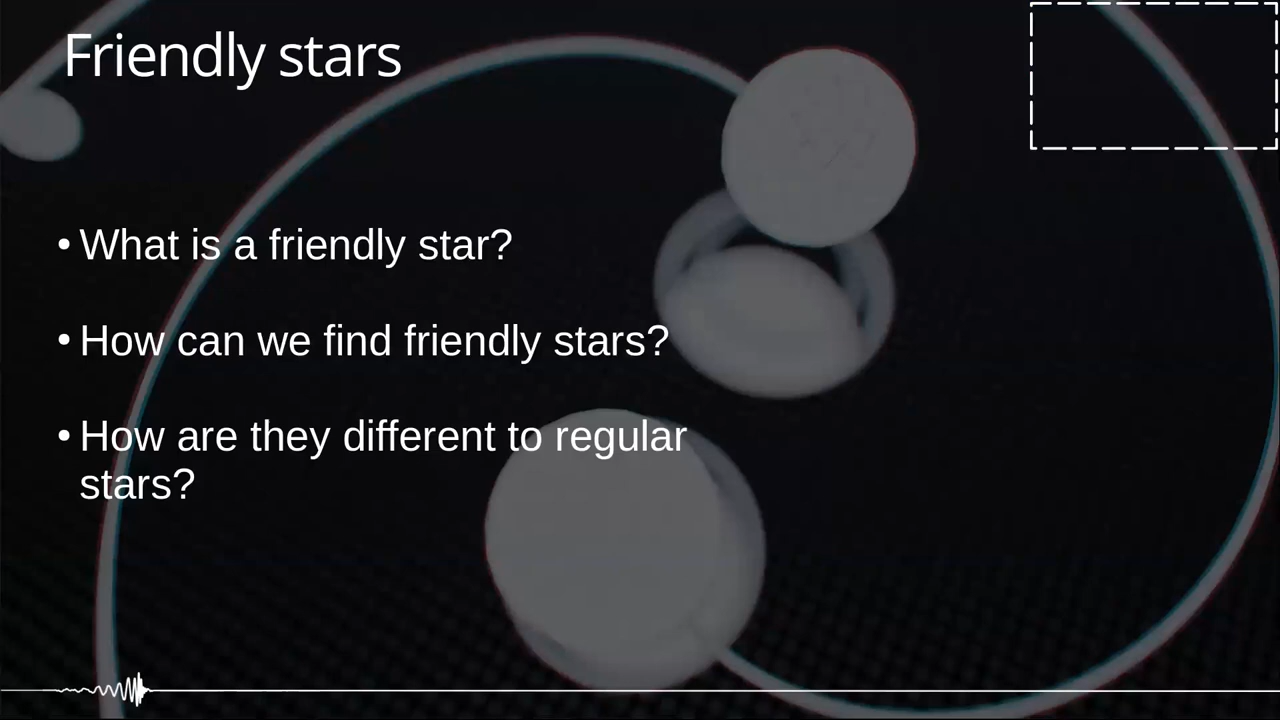 Friendly stars
• What is a friendly star?
• How can we find friendly stars?
• How are they different to regular
stars?